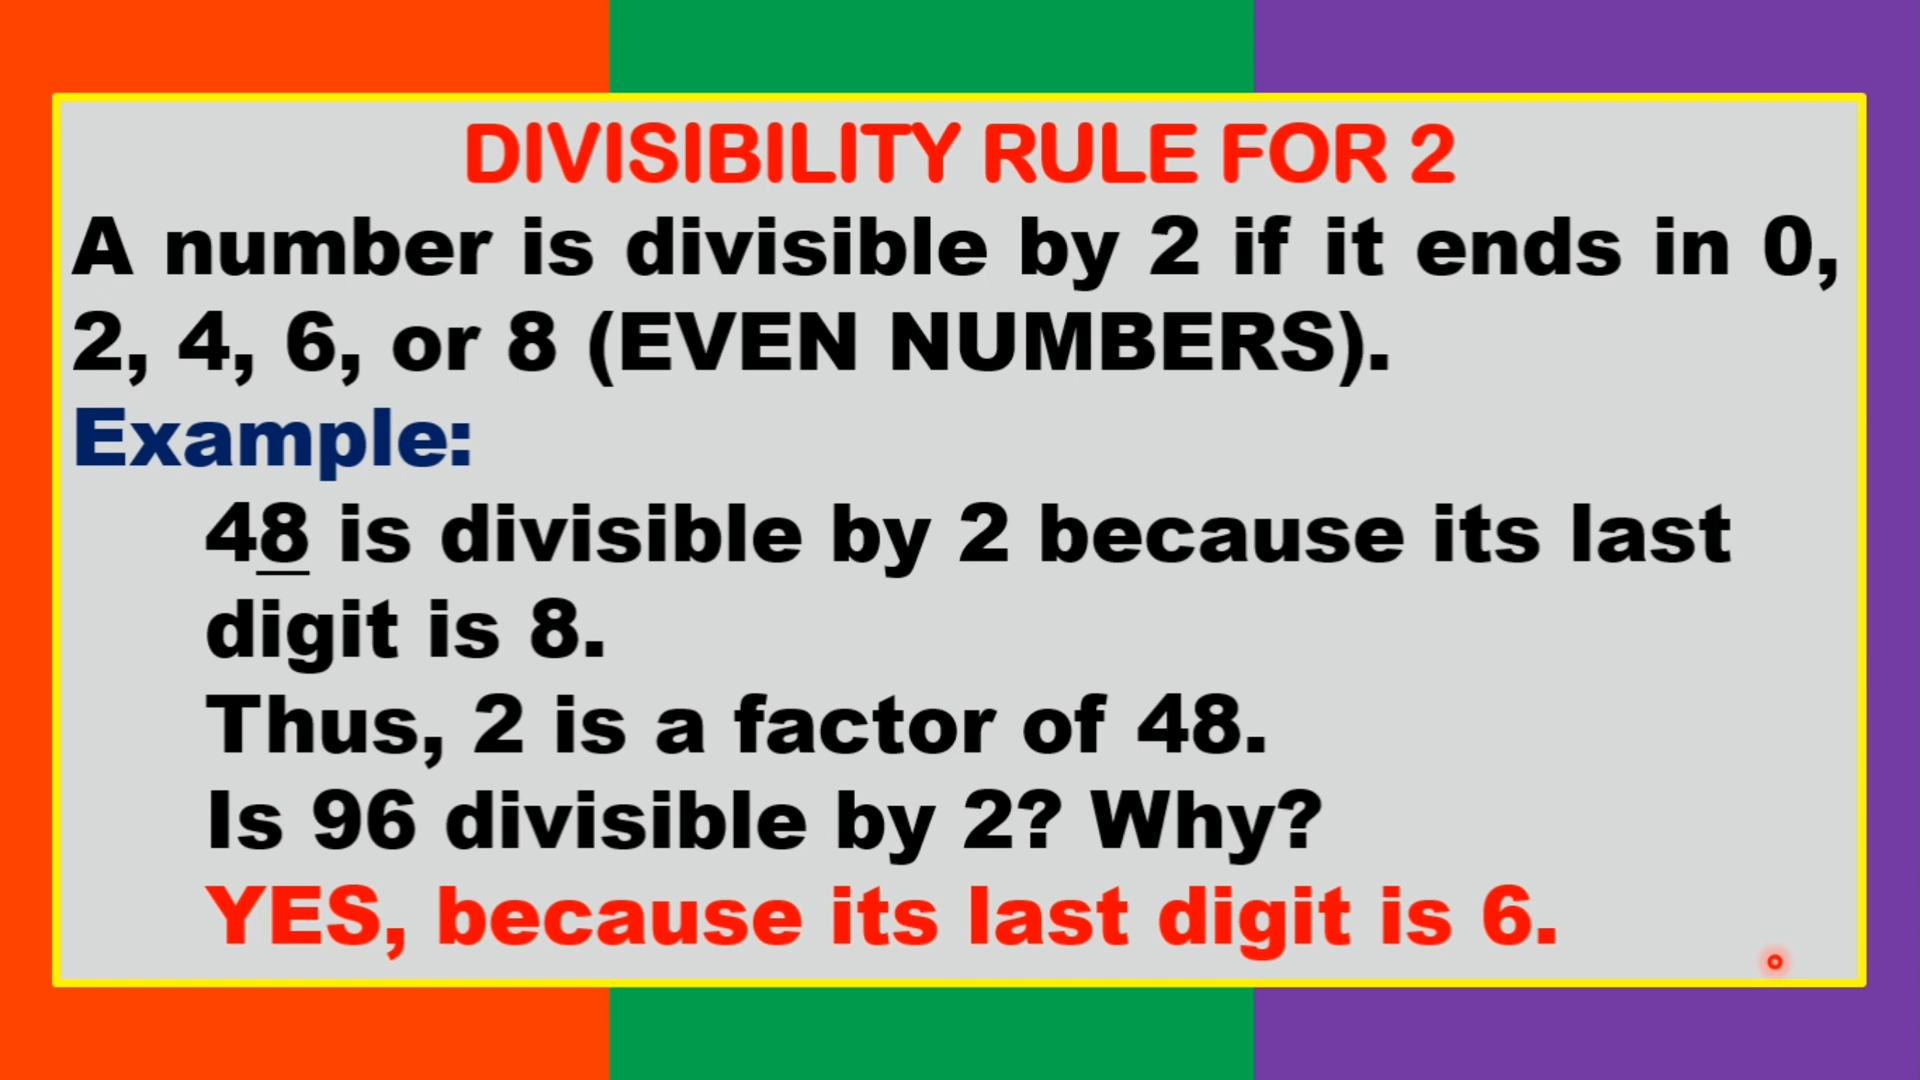 DIVISIBILITY RULE FOR 2
A number is divisible by 2 if it ends in 0,
2, 4, 6, or 8 (EVEN NUMBERS).
Example:
48 is divisible by 2 because its last
digit is 8.
Thus, 2 is a factor of 48.
Is 96 divisible by 2? Why?
YES, because its last digit is 6.